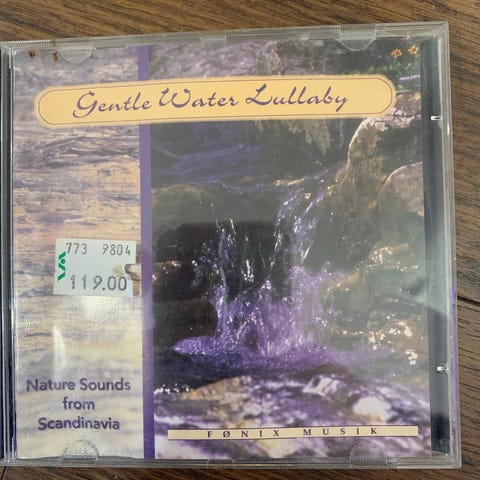 Gentle Water Lullaby
773 9804
119.00
Nature Sounds
from
Scandinavia
FØNIX MUSIK